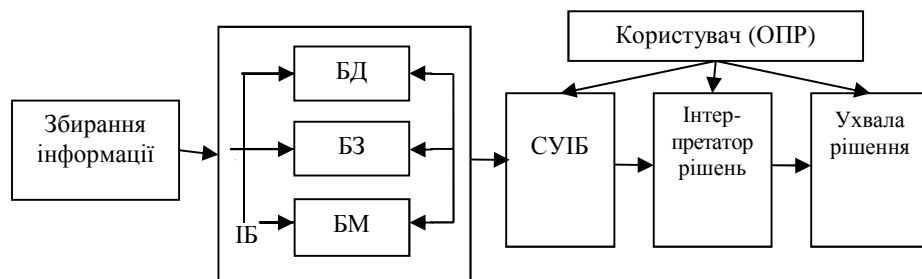 Користувач (ОПР)
Збирання
інформації
БД
БЗ
БМ
ІБ
СУІБ
Інтер-
претатор
рішень
Ухвала
рішення